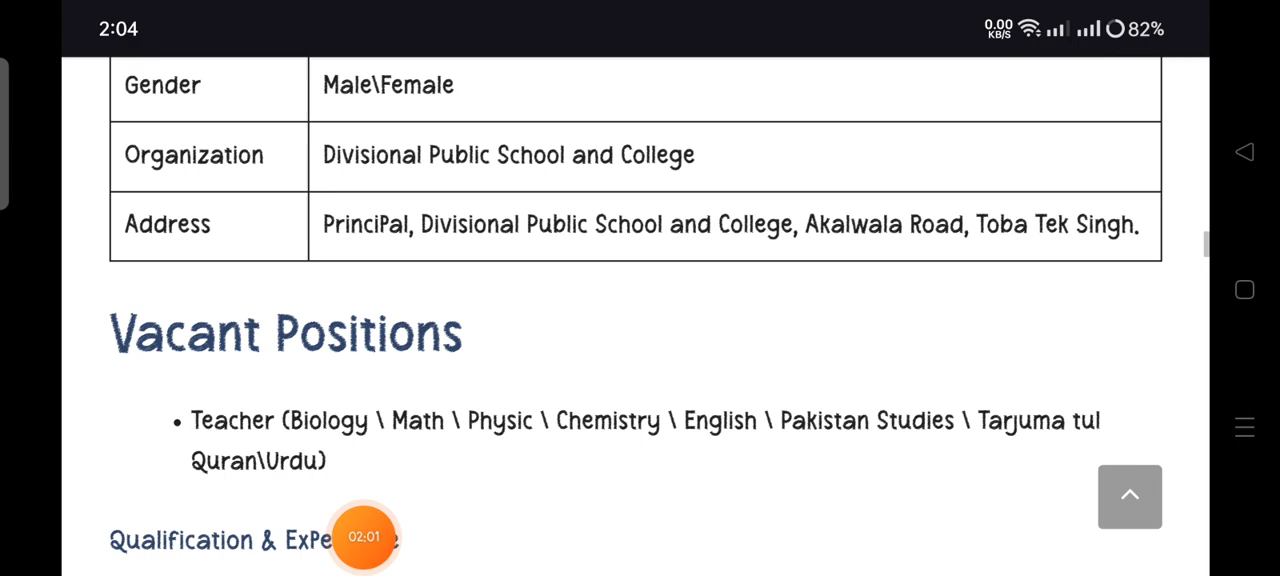 2:04
0.00 KB/S 82%
Gender Male\Female
Organization Divisional Public School and College
Address PrinciPal, Divisional Public School and College, Akalwala Road, Toba Tek Singh.
Vacant Positions
• Teacher (Biology \ Math \ Physic \ Chemistry \ English \ Pakistan Studies \ Tarjuma tul
Quran\Urdu)
Qualification &
02:01